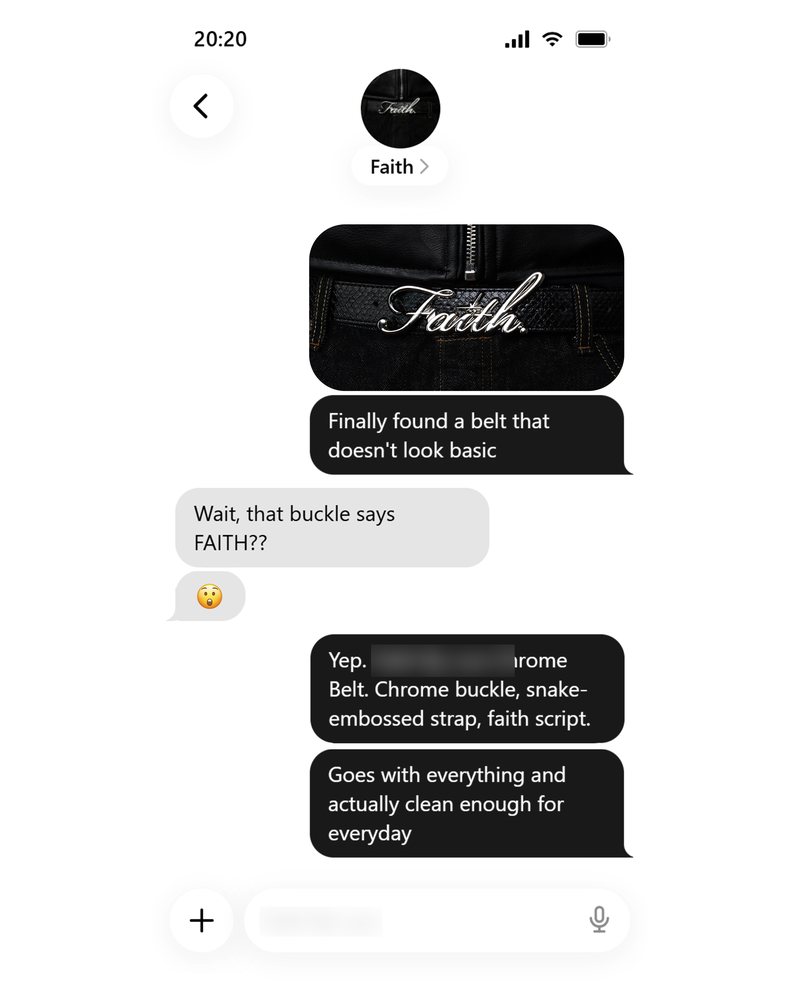 20:20
Faith.
Faith
Faith.
Finally found a belt that
doesn't look basic
Wait, that buckle says
FAITH??
Yep.
Belt. Chrome buckle, snake-
embossed strap, faith script.
Goes with everything and
actually clean enough for
everyday